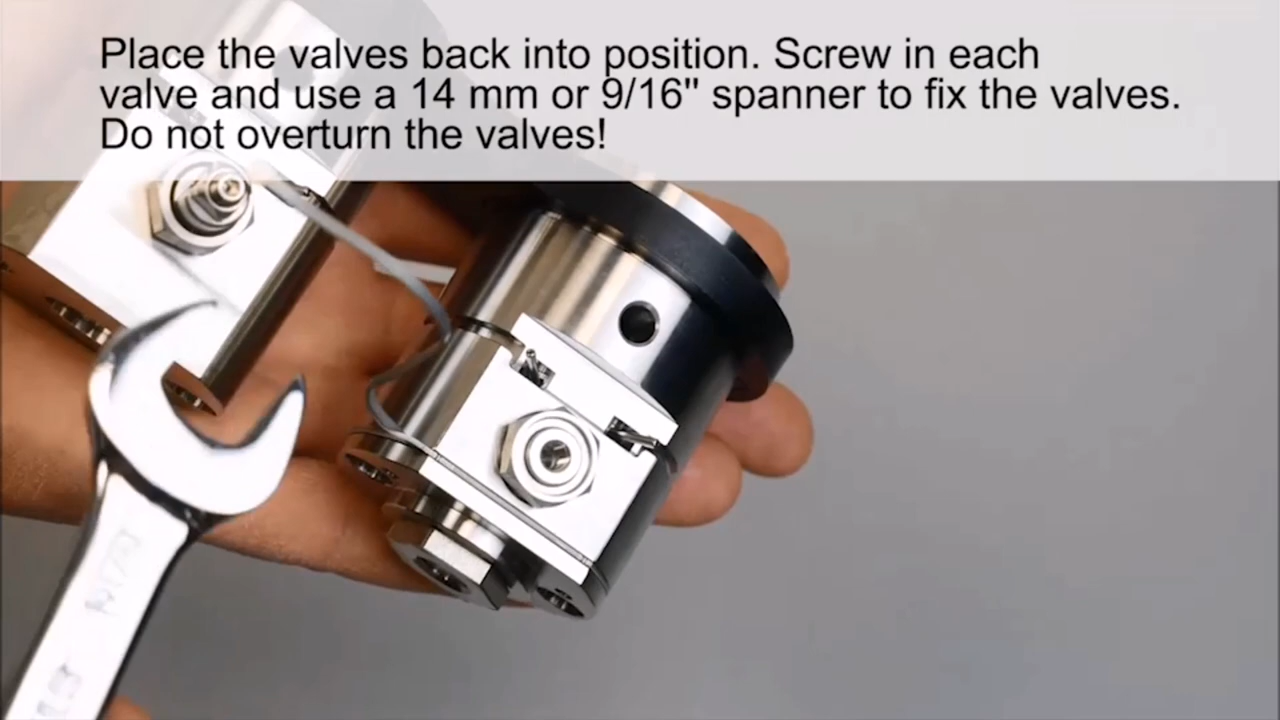 Place the valves back into position. Screw in each
valve and use a 14 mm or 9/16" spanner to fix the valves.
Do not overturn the valves!